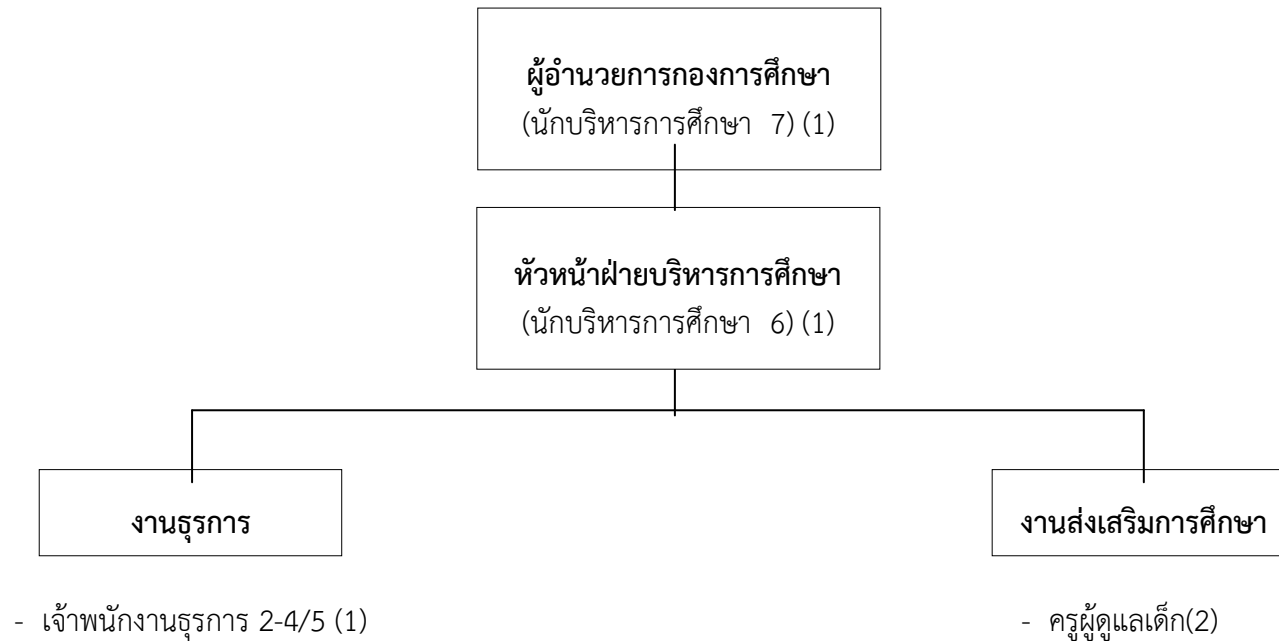 ผู้อำนวยการกองการศึกษา
(นักบริหารการศึกษา 7) (1)
หัวหน้าฝ่ายบริหารการศึกษา
(นักบริหารการศึกษา 6) (1)
งานธุรการ
งานส่งเสริมการศึกษา
- เจ้าพนักงานธุรการ 2-4/5 (1)
- ครูผู้ดูแลเด็ก(2)